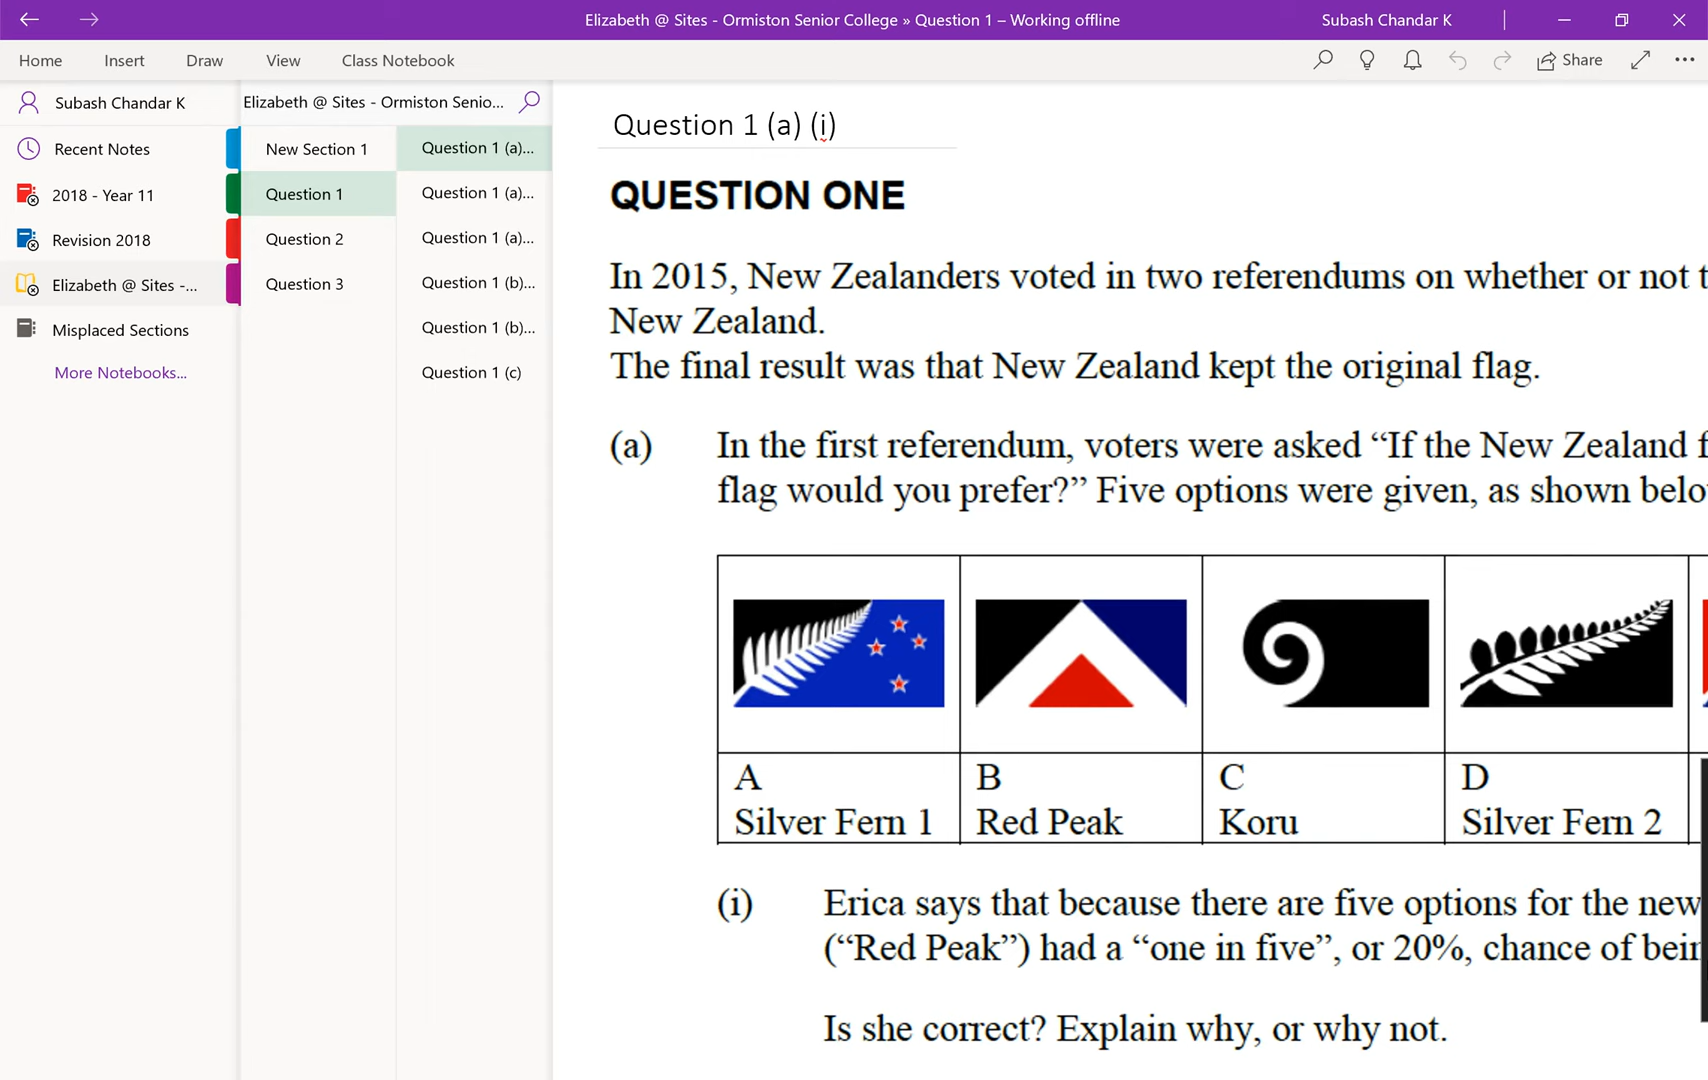 Elizabeth @ Sites - Ormiston Senior College » Question 1 – Working offline
Subash Chandar K
Home
Insert
Draw
View
Class Notebook
Share
Subash Chandar K
Recent Notes
2018 - Year 11
Revision 2018
Elizabeth @ Sites -...
Misplaced Sections
More Notebooks...
Elizabeth @ Sites - Ormiston Senio...
New Section 1
Question 1
Question 2
Question 3
Question 1 (a)...
Question 1 (a)...
Question 1 (a)...
Question 1 (b)...
Question 1 (b)...
Question 1 (c)
Question 1 (a) (i)
QUESTION ONE
In 2015, New Zealanders voted in two referendums on whether or not
New Zealand.
The final result was that New Zealand kept the original flag.
(a) In the first referendum, voters were asked “If the New Zealand
flag would you prefer?” Five options were given, as shown
A
Silver Fern 1
B
Red Peak
C
Koru
D
Silver Fern 2
(i) Erica says that because there are five options for the new
(“Red Peak”) had a “one in five”, or 20%, chance of
Is she correct? Explain why, or why not.